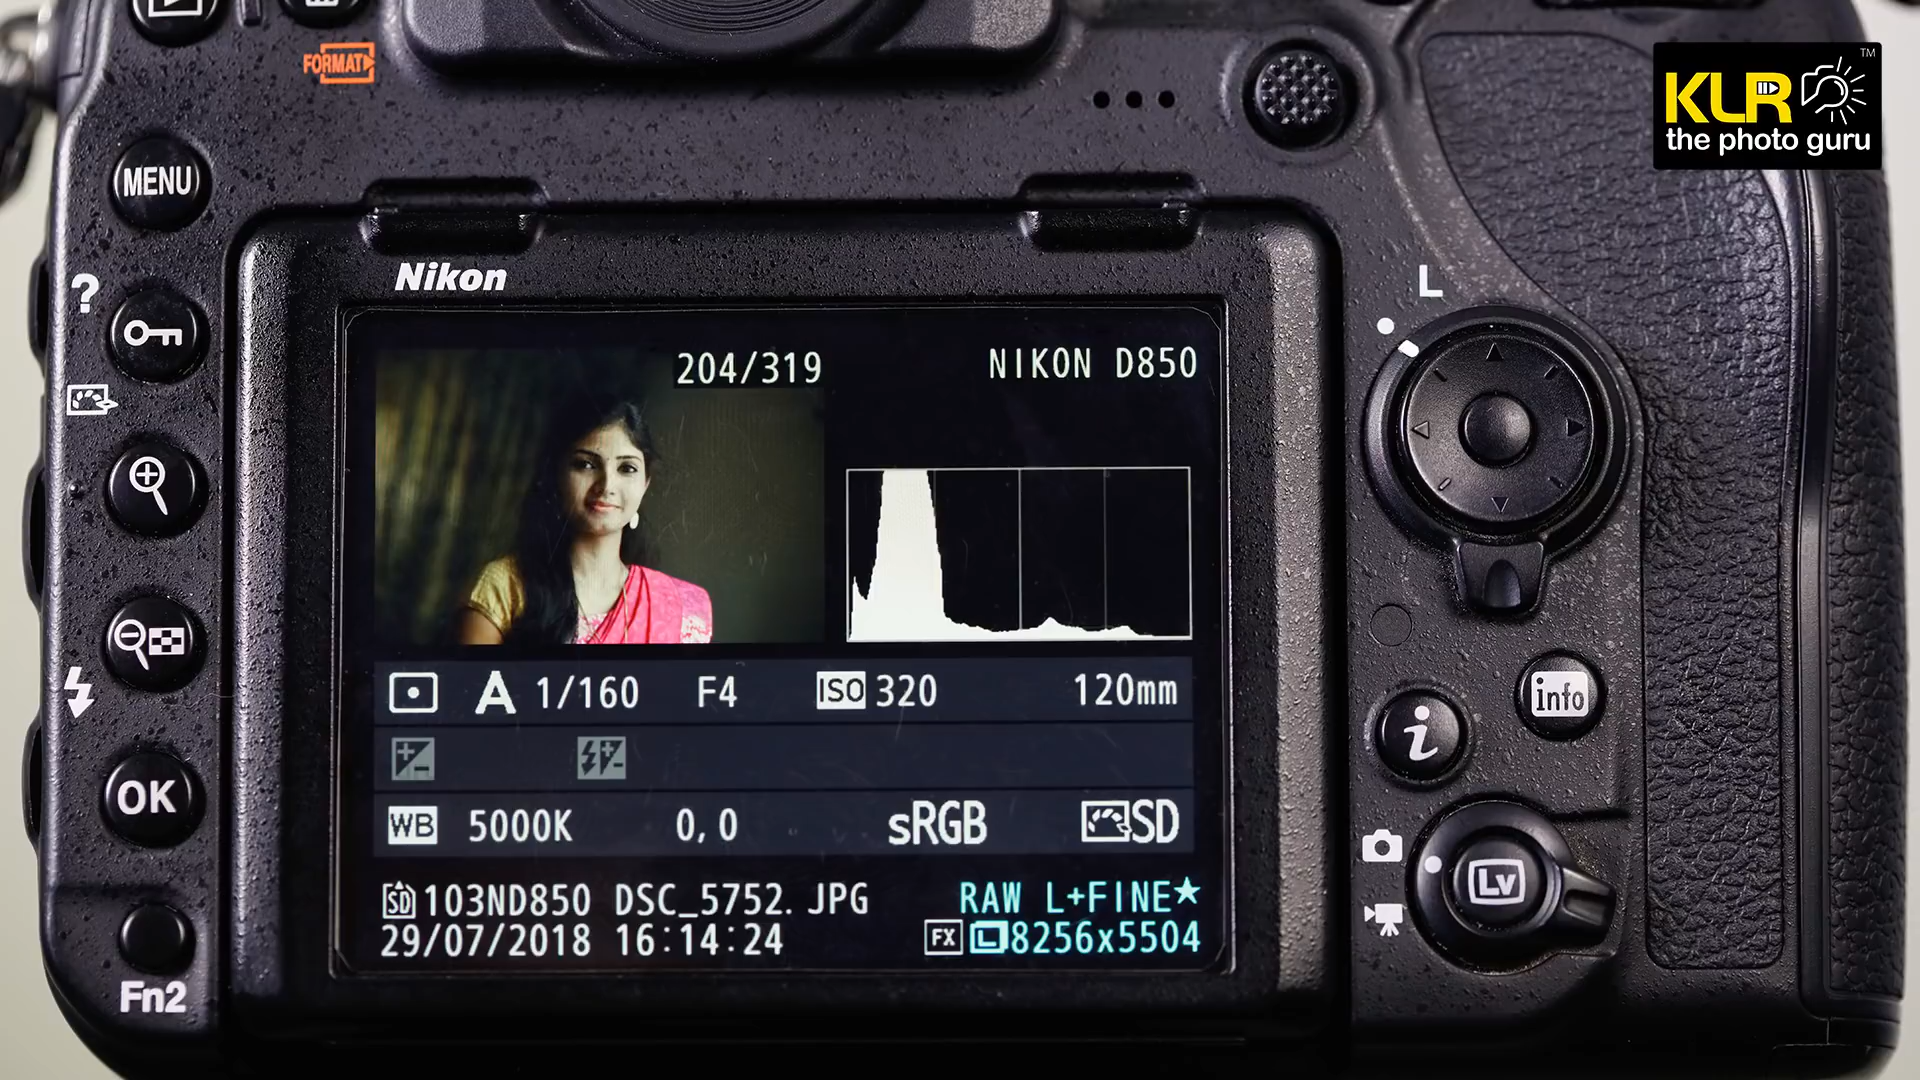 FORMAT
KLR TM
the photo guru
MENU
Nikon
?
L
204/319
NIKON D850
A 1/160 F4 ISO 320 120mm
info
i
WB 5000K 0, 0 sRGB SD
OK
Lv
SD 103ND850 DSC_5752. JPG RAW L+FINE★
29/07/2018 16:14:24 FX L 8256x5504
Fn2